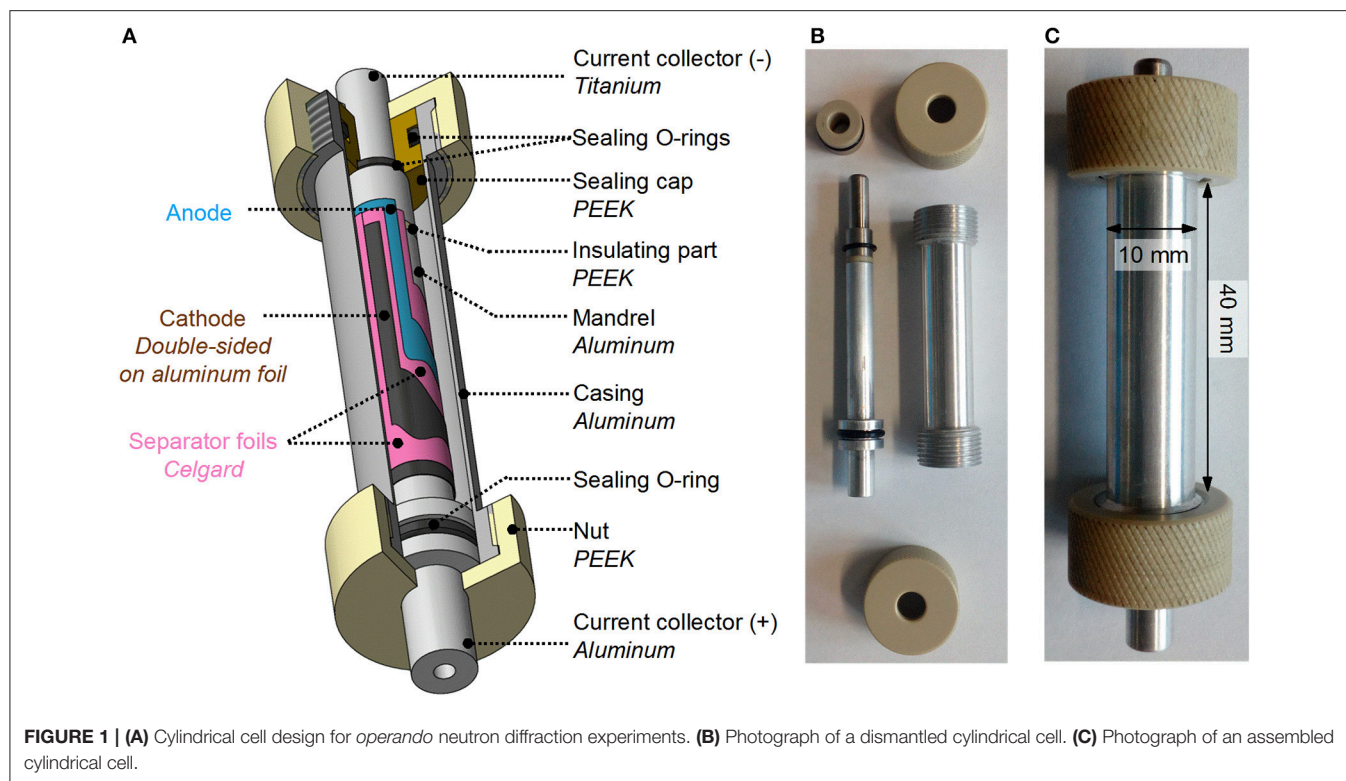 A
Current collector (-)
Titanium
Sealing O-rings
Sealing cap
PEEK
Anode
Insulating part
PEEK
Cathode
Double-sided
on aluminum foil
Mandrel
Aluminum
Casing
Aluminum
Separator foils
Celgard
Sealing O-ring
Nut
PEEK
Current collector (+)
Aluminum
B
C
10 mm
40 mm
FIGURE 1 | (A) Cylindrical cell design for operando neutron diffraction experiments. (B) Photograph of a dismantled cylindrical cell. (C) Photograph of an assembled
cylindrical cell.